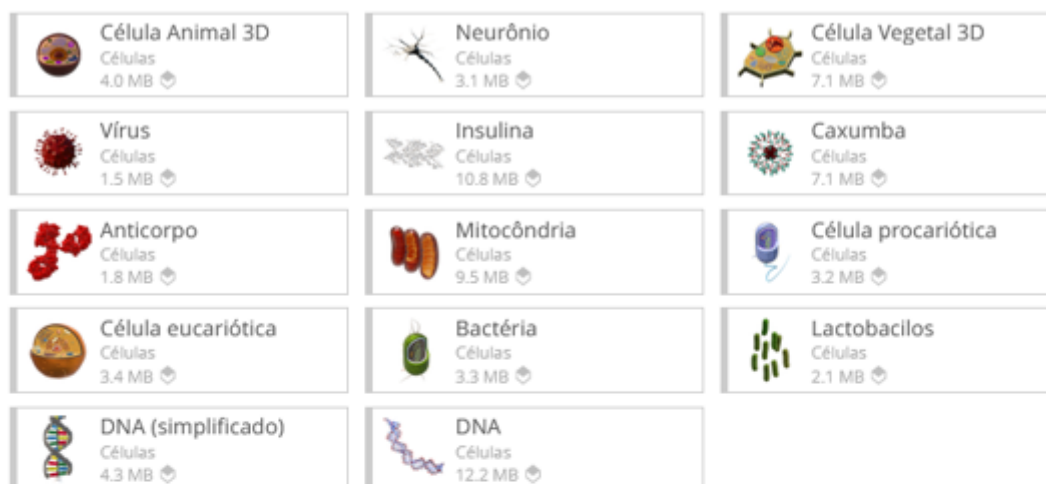 Célula Animal 3D
Células
4.0 MB
Neurônio
Células
3.1 MB
Célula Vegetal 3D
Células
7.1 MB
Vírus
Células
1.5 MB
Insulina
Células
10.8 MB
Caxumba
Células
7.1 MB
Anticorpo
Células
1.8 MB
Mitocôndria
Células
9.5 MB
Célula procariótica
Células
3.2 MB
Célula eucariótica
Células
3.4 MB
Bactéria
Células
3.3 MB
Lactobacilos
Células
2.1 MB
DNA (simplificado)
Células
4.3 MB
DNA
Células
12.2 MB